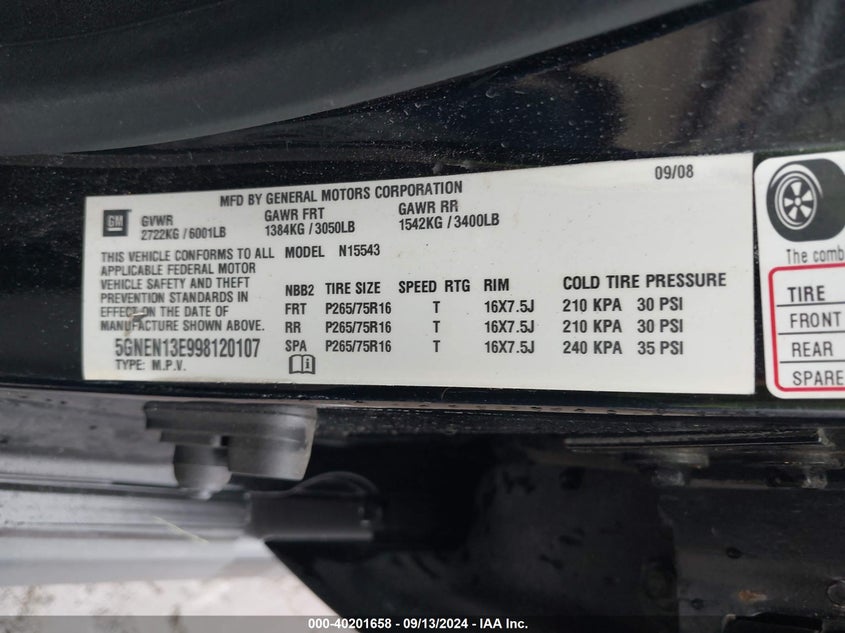 MFD BY GENERAL MOTORS CORPORATION 09/08
GM
GVWR GAWR FRT GAWR RR
2722KG / 6001LB 1384KG / 3050LB 1542KG / 3400LB
THIS VEHICLE CONFORMS TO ALL
APPLICABLE FEDERAL MOTOR
VEHICLE SAFETY AND THEFT
PREVENTION STANDARDS IN
EFFECT ON THE DATE OF
MANUFACTURE SHOWN ABOVE.
5GNEN13E998120107
TYPE: M.P.V.
MODEL N15543
NBB2 TIRE SIZE SPEED RTG RIM COLD TIRE PRESSURE
FRT P265/75R16 T 16X7.5J 210 KPA 30 PSI
RR P265/75R16 T 16X7.5J 210 KPA 30 PSI
SPA P265/75R16 T 16X7.5J 240 KPA 35 PSI
The comb
TIRE
FRONT
REAR
SPARE
000-40201658 - 09/13/2024 - IAA Inc.